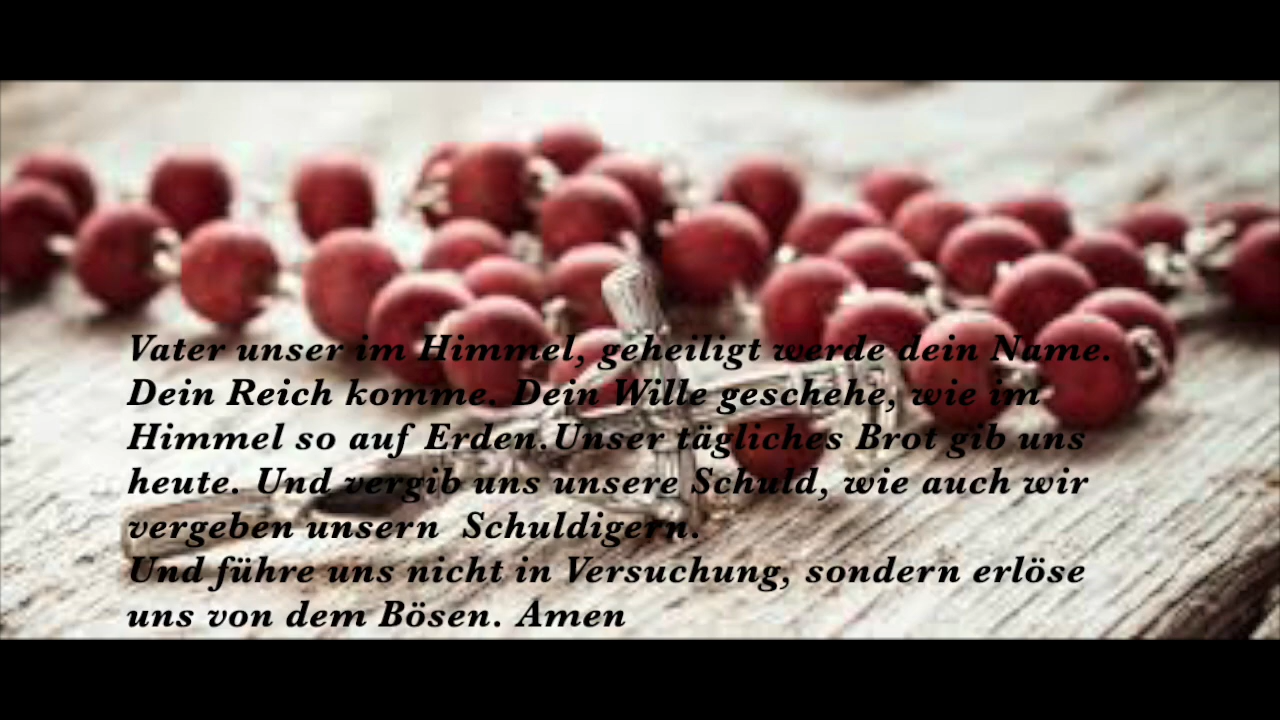 Vater unser im Himmel, geheiligt werde dein Name.
Dein Reich komme. Dein Wille geschehe, wie im
Himmel so auf Erden.Unser tägliches Brot gib uns
heute. Und vergib uns unsere Schuld, wie auch wir
vergeben unsern  Schuldigern.
Und führe uns nicht in Versuchung, sondern erlöse
uns von dem Bösen. Amen